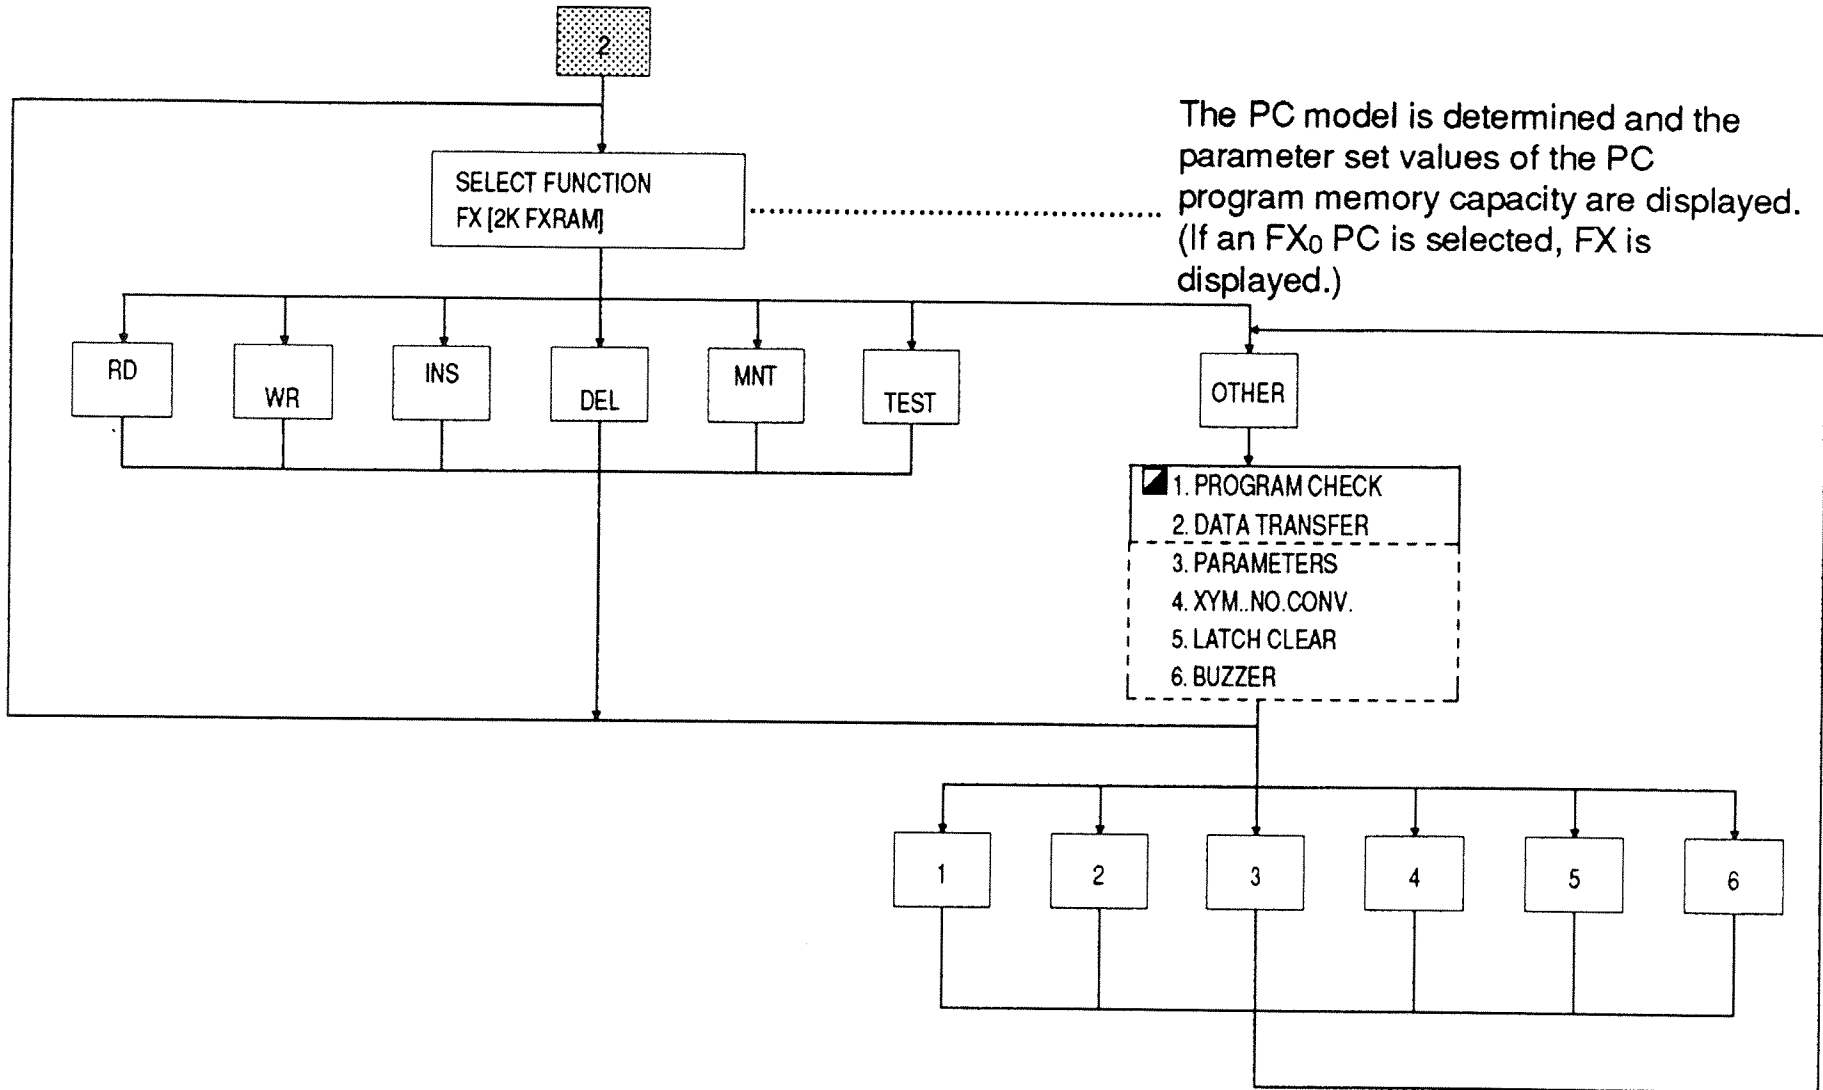 2
SELECT FUNCTION
FX [2K FXRAM]
The PC model is determined and the
parameter set values of the PC
program memory capacity are displayed.
(If an FX₀ PC is selected, FX is
displayed.)
RD
WR
INS
DEL
MNT
TEST
OTHER
1. PROGRAM CHECK
2. DATA TRANSFER
3. PARAMETERS
4. XYM..NO.CONV.
5. LATCH CLEAR
6. BUZZER
1
2
3
4
5
6